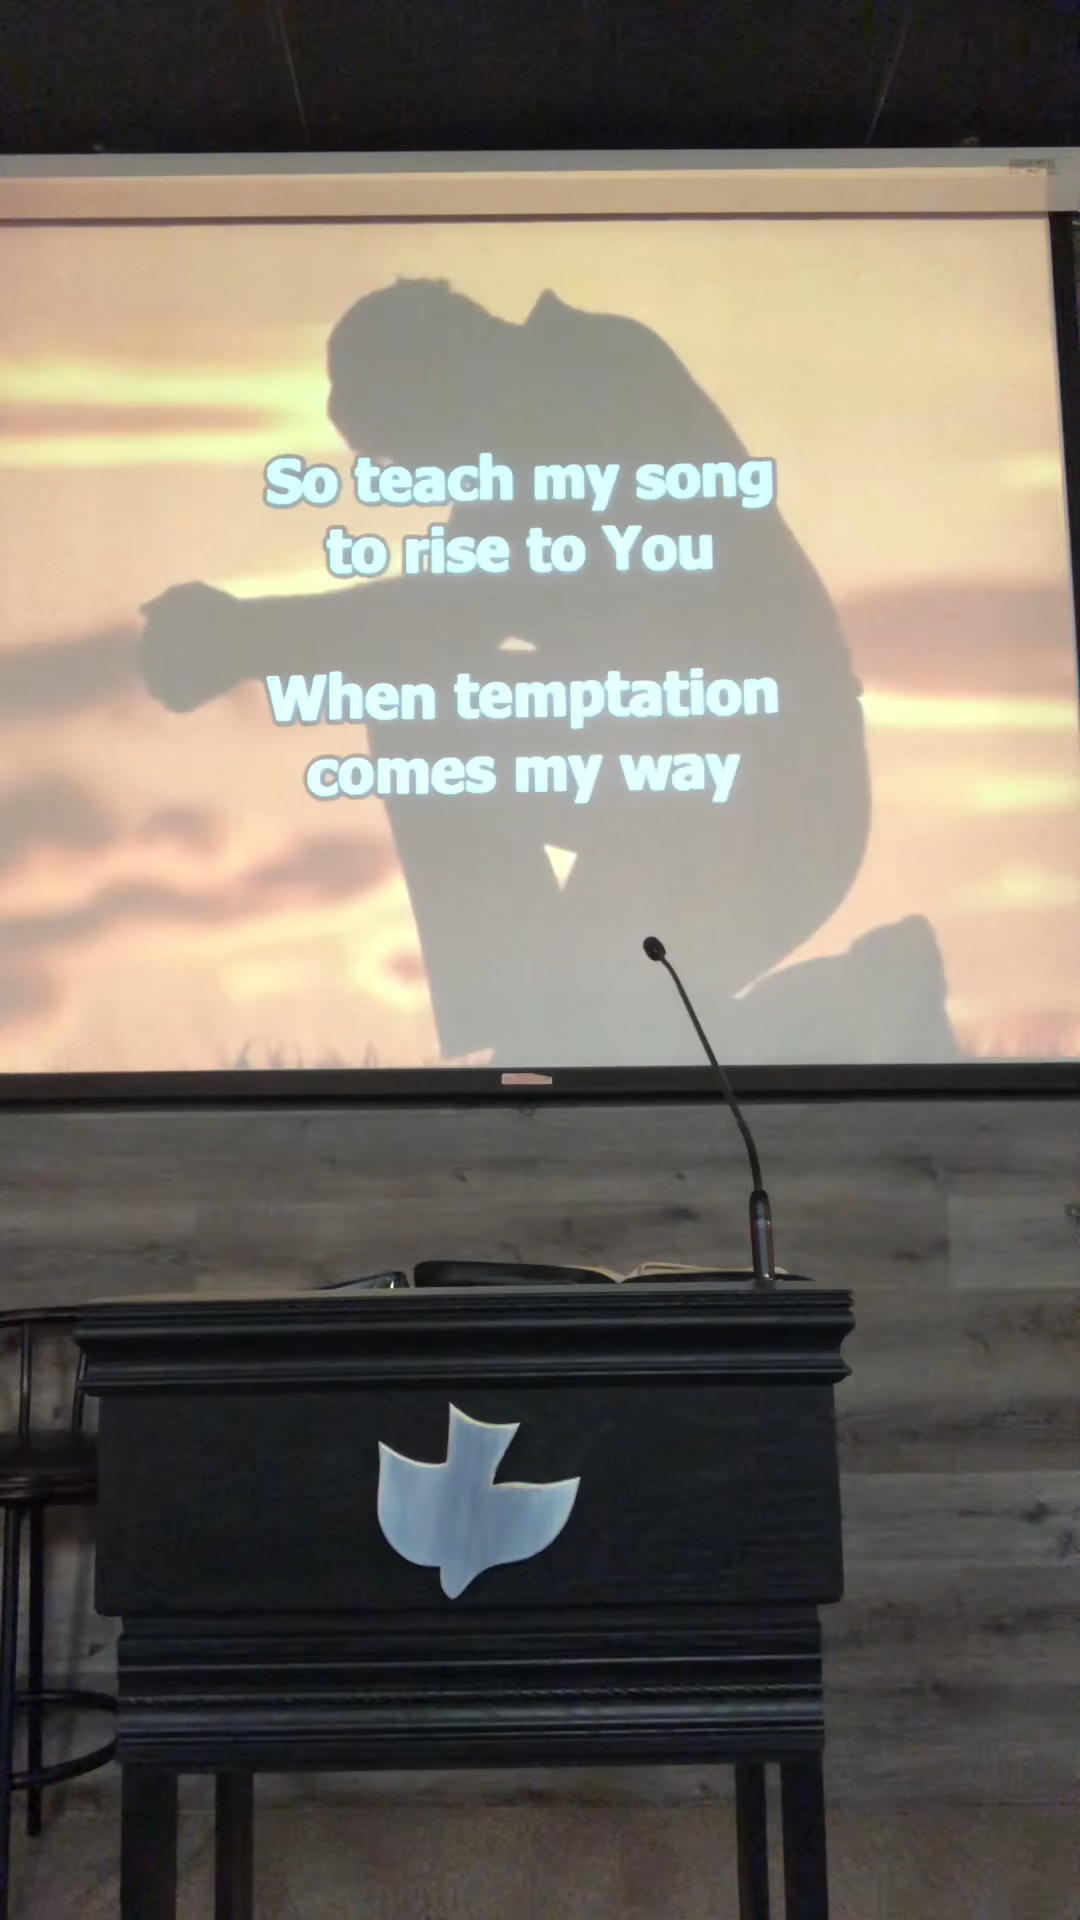 So teach my song
to rise to You
When temptation
comes my way